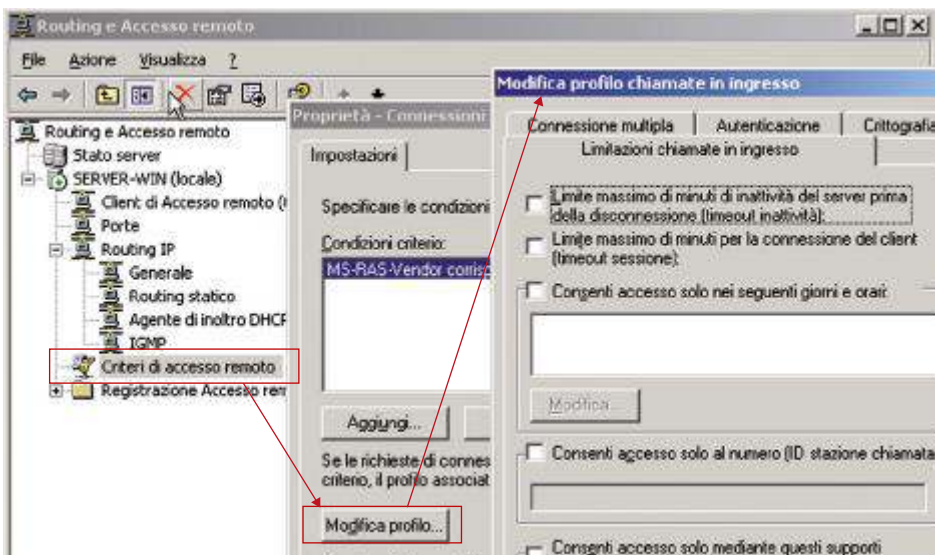 Routing e Accesso remoto
File Azione Visualizza ?
Routing e Accesso remoto
Stato server
SERVER-WIN (locale)
Client di Accesso remoto (
Porte
Routing IP
Generale
Routing statico
Agente di inoltro DHCP
IGMP
Criteri di accesso remoto
Registrazione Accesso rem
Proprietà - Connessioni
Impostazioni
Specificare le condizioni
Condizioni criterio:
MS-RAS-Vendor corrisp
Aggiungi...
Se le richieste di connes
criterio, il profilo associat
Modifica profilo...
Modifica profilo chiamate in ingresso
Connessione multipla Autenticazione Crittografia
Limitazioni chiamate in ingresso
Limite massimo di minuti di inattività del server prima
della disconnessione (timeout inattività):
Limite massimo di minuti per la connessione del client
(timeout sessione):
Consenti accesso solo nei seguenti giorni e orari:
Modifica...
Consenti accesso solo al numero (ID stazione chiamata
Consenti accesso solo mediante questi supporti